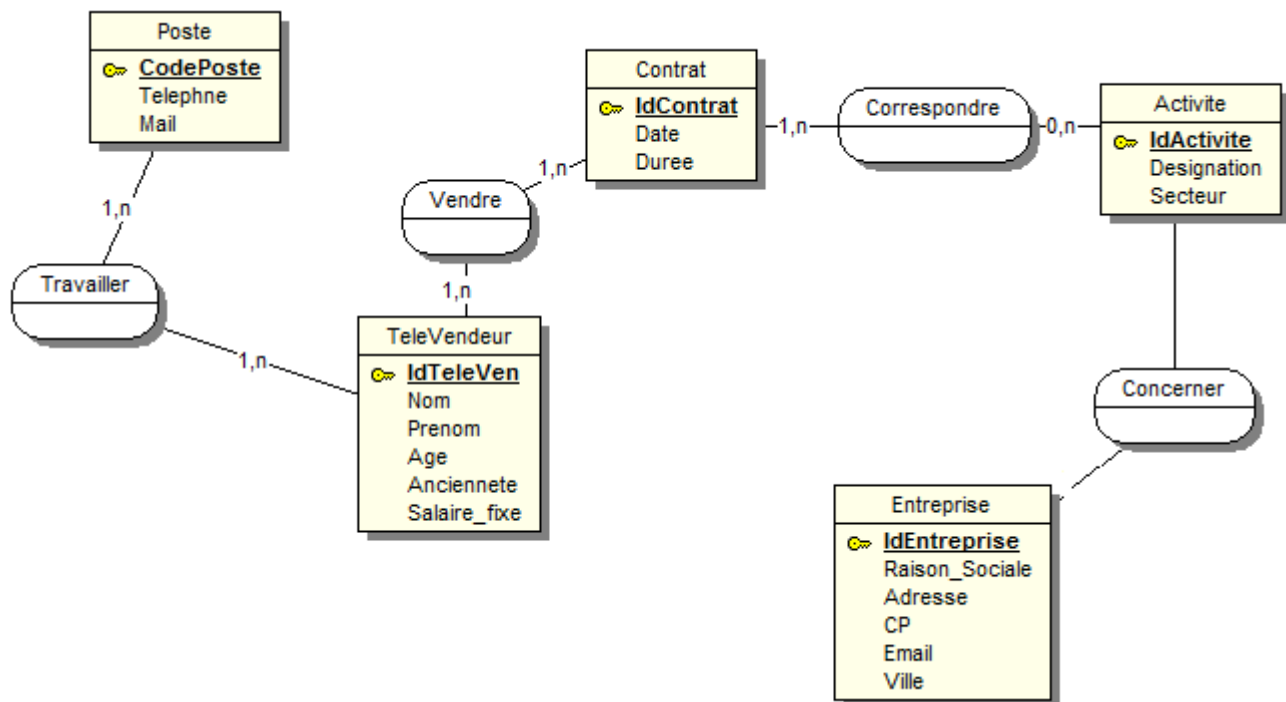 Poste
CodePoste
Telephne
Mail
1,n
Travailler
1,n
Vendre
1,n
1,n
TeleVendeur
IdTeleVen
Nom
Prenom
Age
Anciennete
Salaire_fixe
Contrat
IdContrat
Date
Duree
1,n
Correspondre
0,n
Activite
IdActivite
Designation
Secteur
Concerner
Entreprise
IdEntreprise
Raison_Sociale
Adresse
CP
Email
Ville